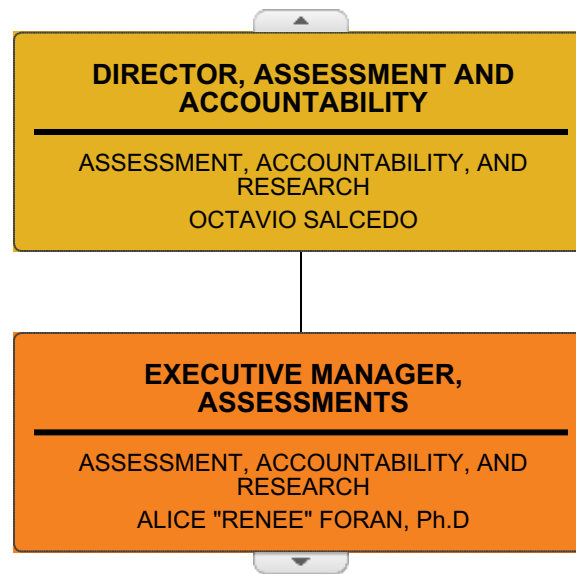 DIRECTOR, ASSESSMENT AND
ACCOUNTABILITY
ASSESSMENT, ACCOUNTABILITY, AND
RESEARCH
OCTAVIO SALCEDO
EXECUTIVE MANAGER,
ASSESSMENTS
ASSESSMENT, ACCOUNTABILITY, AND
RESEARCH
ALICE "RENEE" FORAN, Ph.D